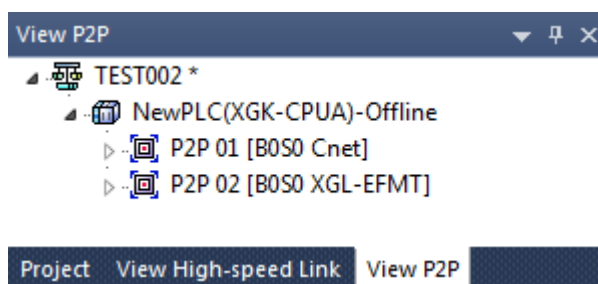 View P2P
TEST002 *
NewPLC(XGK-CPUA)-Offline
P2P 01 [B0S0 Cnet]
P2P 02 [B0S0 XGL-EFMT]
Project View High-speed Link View P2P